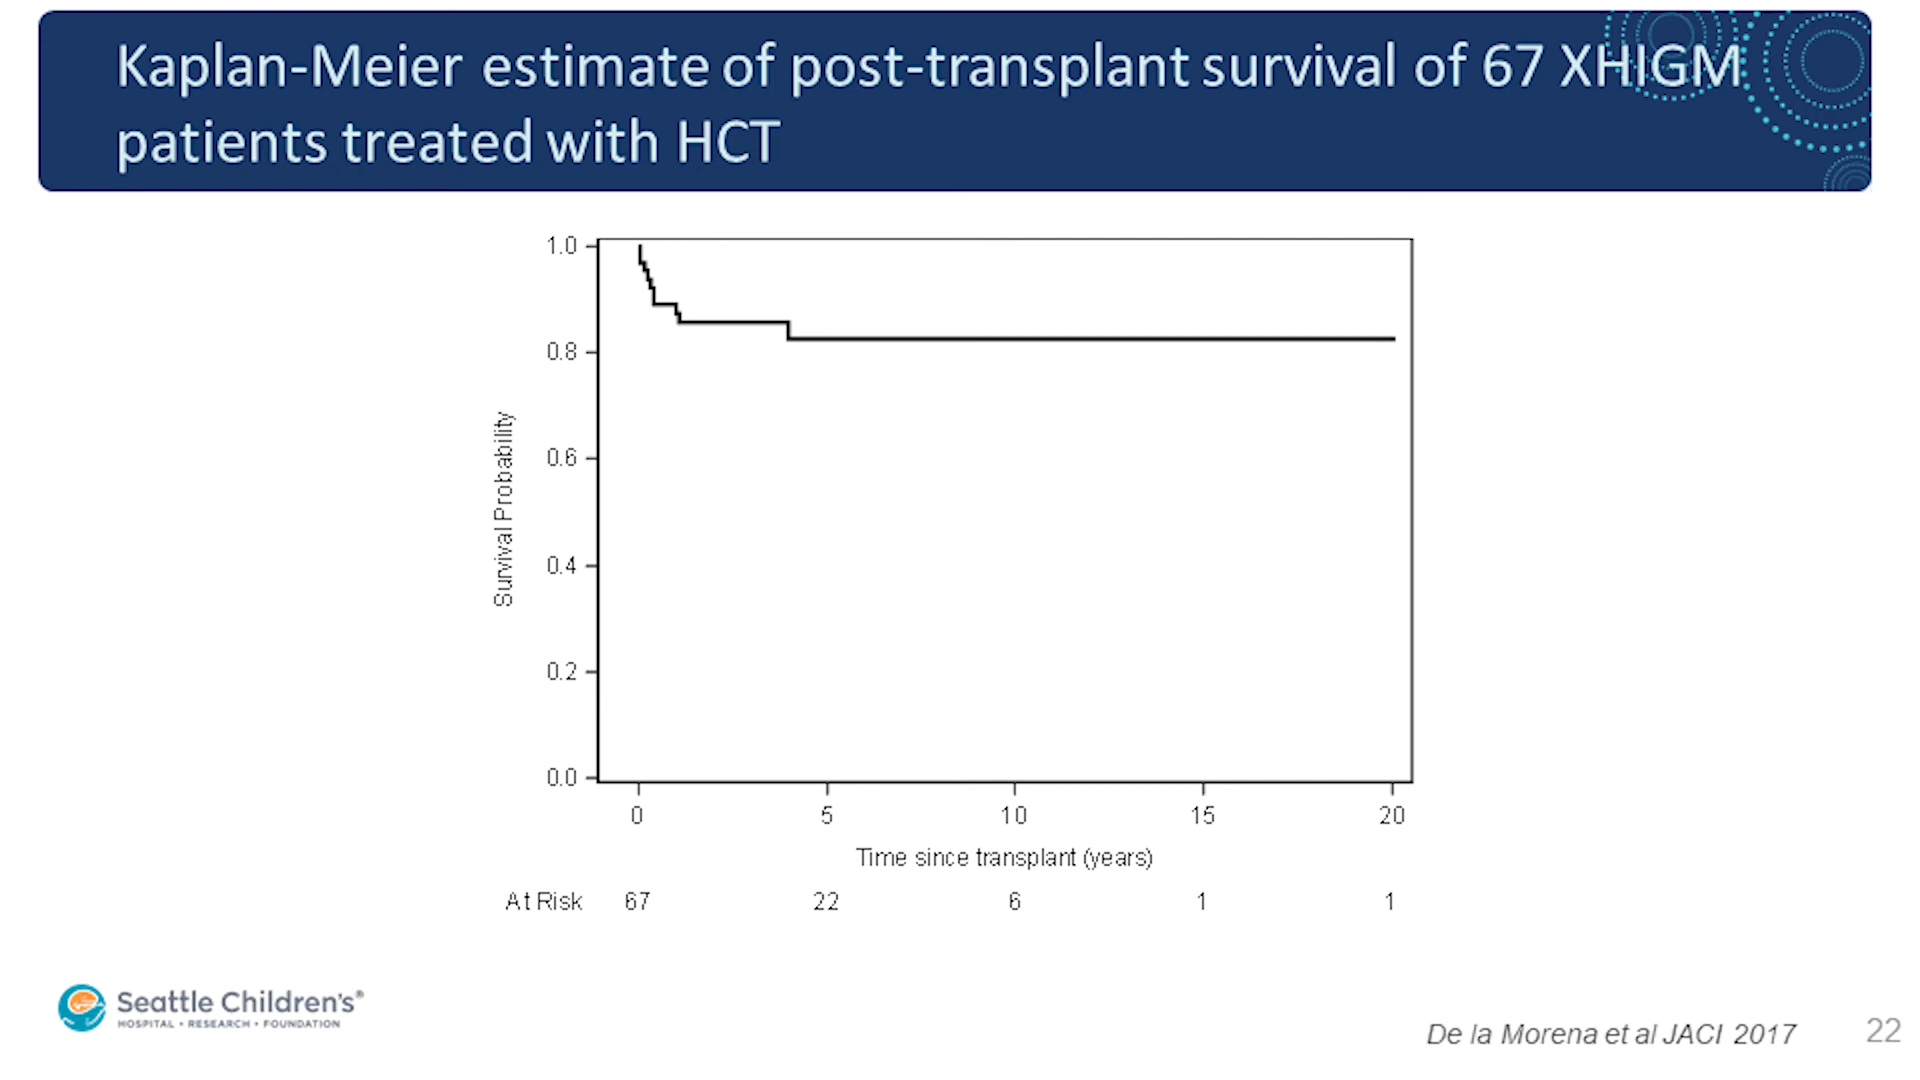 Kaplan-Meier estimate of post-transplant survival of 67 XHIGM
patients treated with HCT
1.0
0.8
0.6
0.4
0.2
0.0
Survival Probability
0 5 10 15 20
Time since transplant (years)
At Risk 67 22 6 1 1
Seattle Children's®
HOSPITAL • RESEARCH • FOUNDATION
De la Morena et al JACI 2017
22